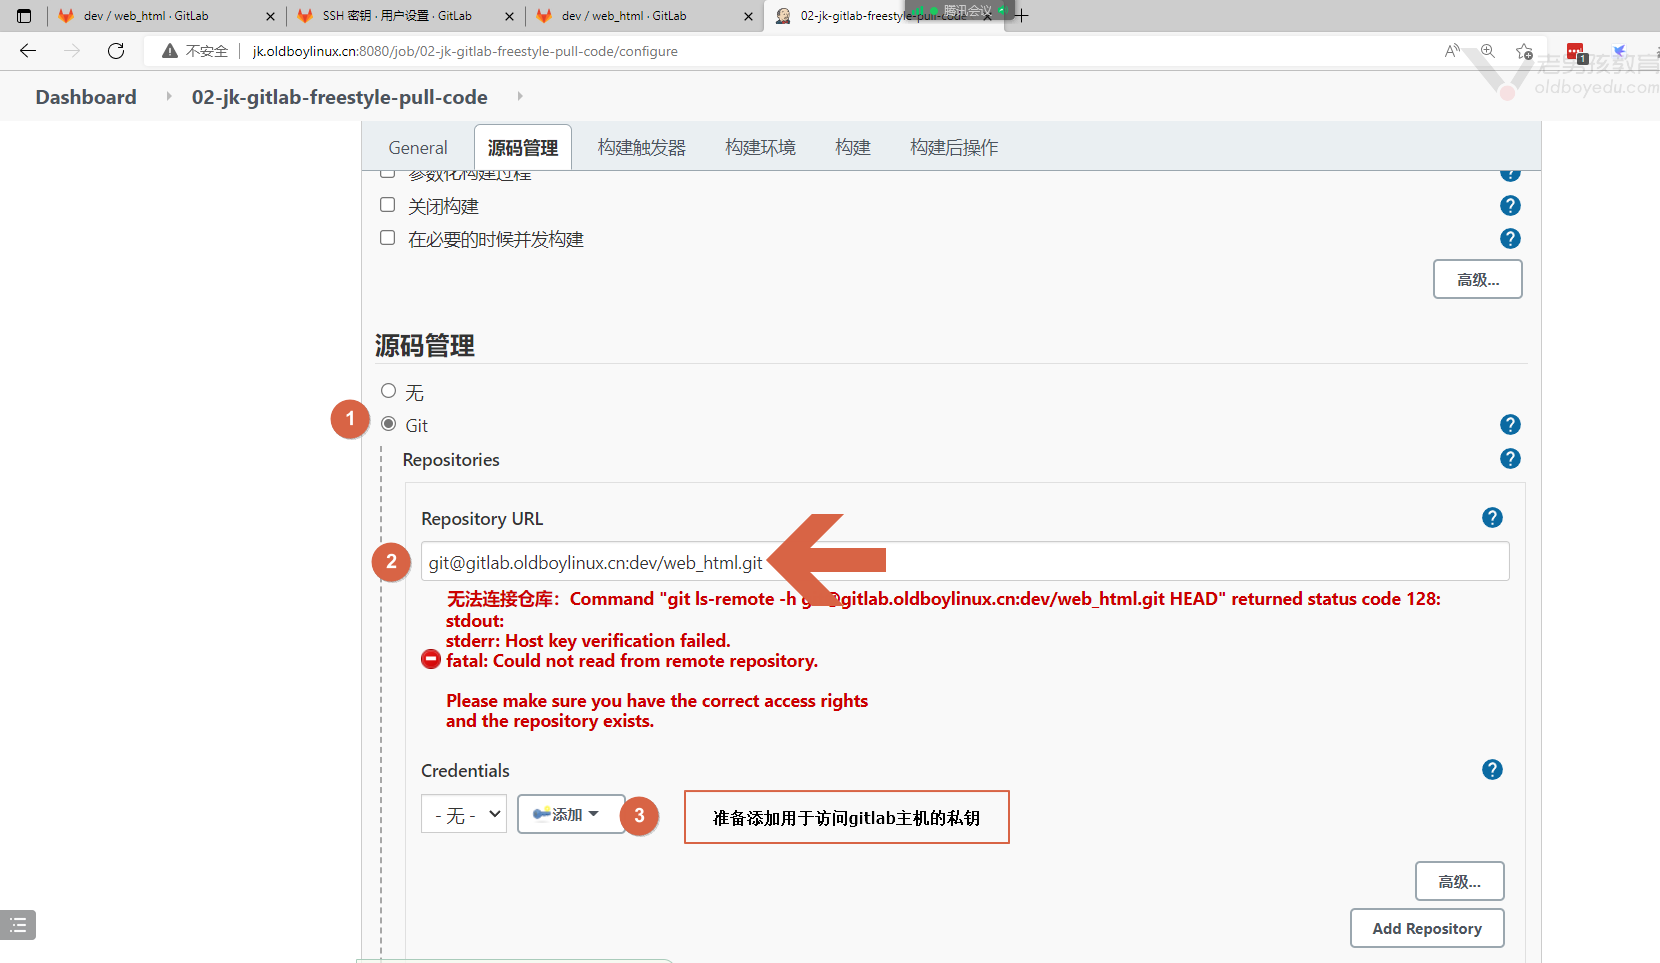 dev / web_html · GitLab
SSH 密钥 · 用户设置 · GitLab
dev / web_html · GitLab
02-jk-gitlab-freestyle-pull-code
腾讯会议
不安全
jk.oldboylinux.cn:8080/job/02-jk-gitlab-freestyle-pull-code/configure
1
老男孩教育
oldboyedu.com
Dashboard
02-jk-gitlab-freestyle-pull-code
General
源码管理
构建触发器
构建环境
构建
构建后操作
参数化构建过程
关闭构建
在必要的时候并发构建
高级...
源码管理
无
1
Git
Repositories
Repository URL
2
git@gitlab.oldboylinux.cn:dev/web_html.git
无法连接仓库：Command "git ls-remote -h git@gitlab.oldboylinux.cn:dev/web_html.git HEAD" returned status code 128:
stdout:
stderr: Host key verification failed.
fatal: Could not read from remote repository.
Please make sure you have the correct access rights
and the repository exists.
Credentials
- 无 -
添加
3
准备添加用于访问gitlab主机的私钥
高级...
Add Repository